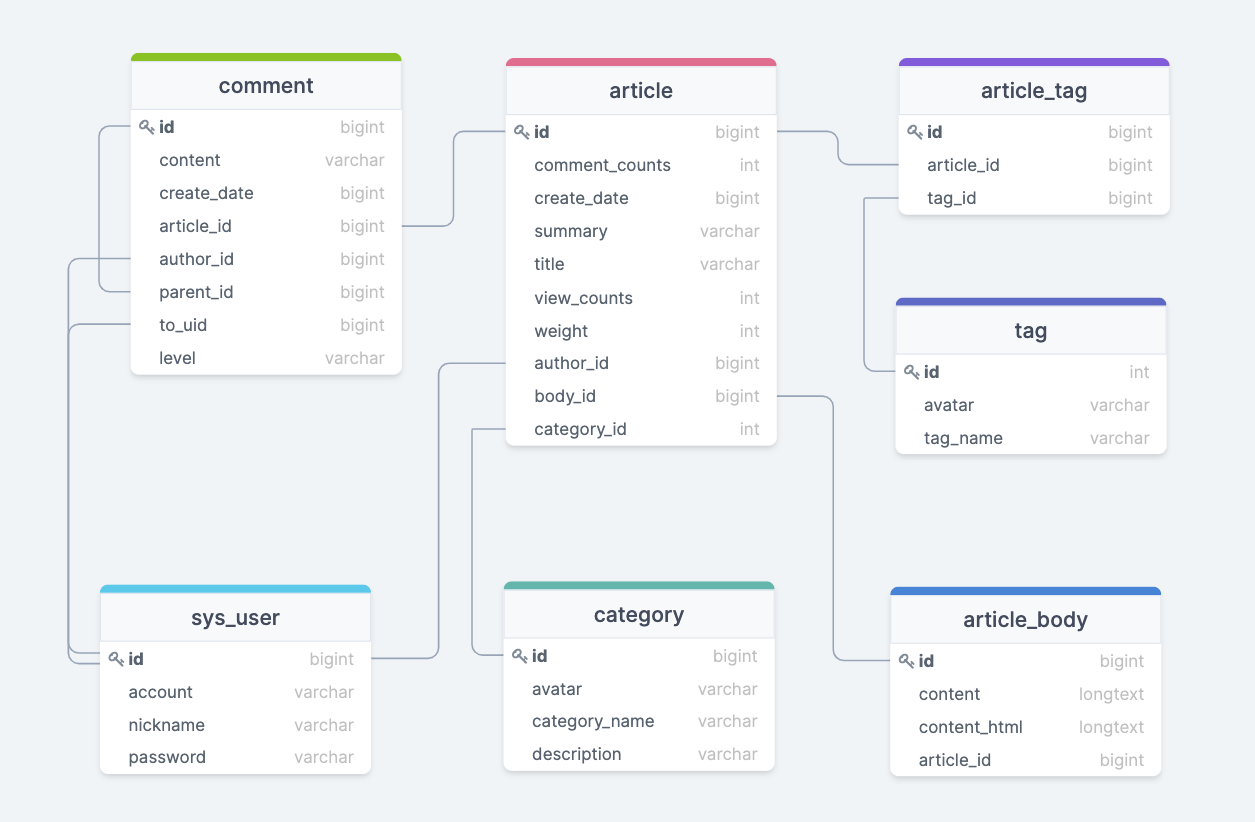 comment
id bigint
content varchar
create_date bigint
article_id bigint
author_id bigint
parent_id bigint
to_uid bigint
level varchar
article
id bigint
comment_counts int
create_date bigint
summary varchar
title varchar
view_counts int
weight int
author_id bigint
body_id bigint
category_id int
article_tag
id bigint
article_id bigint
tag_id bigint
tag
id int
avatar varchar
tag_name varchar
sys_user
id bigint
account varchar
nickname varchar
password varchar
category
id bigint
avatar varchar
category_name varchar
description varchar
article_body
id bigint
content longtext
content_html longtext
article_id bigint